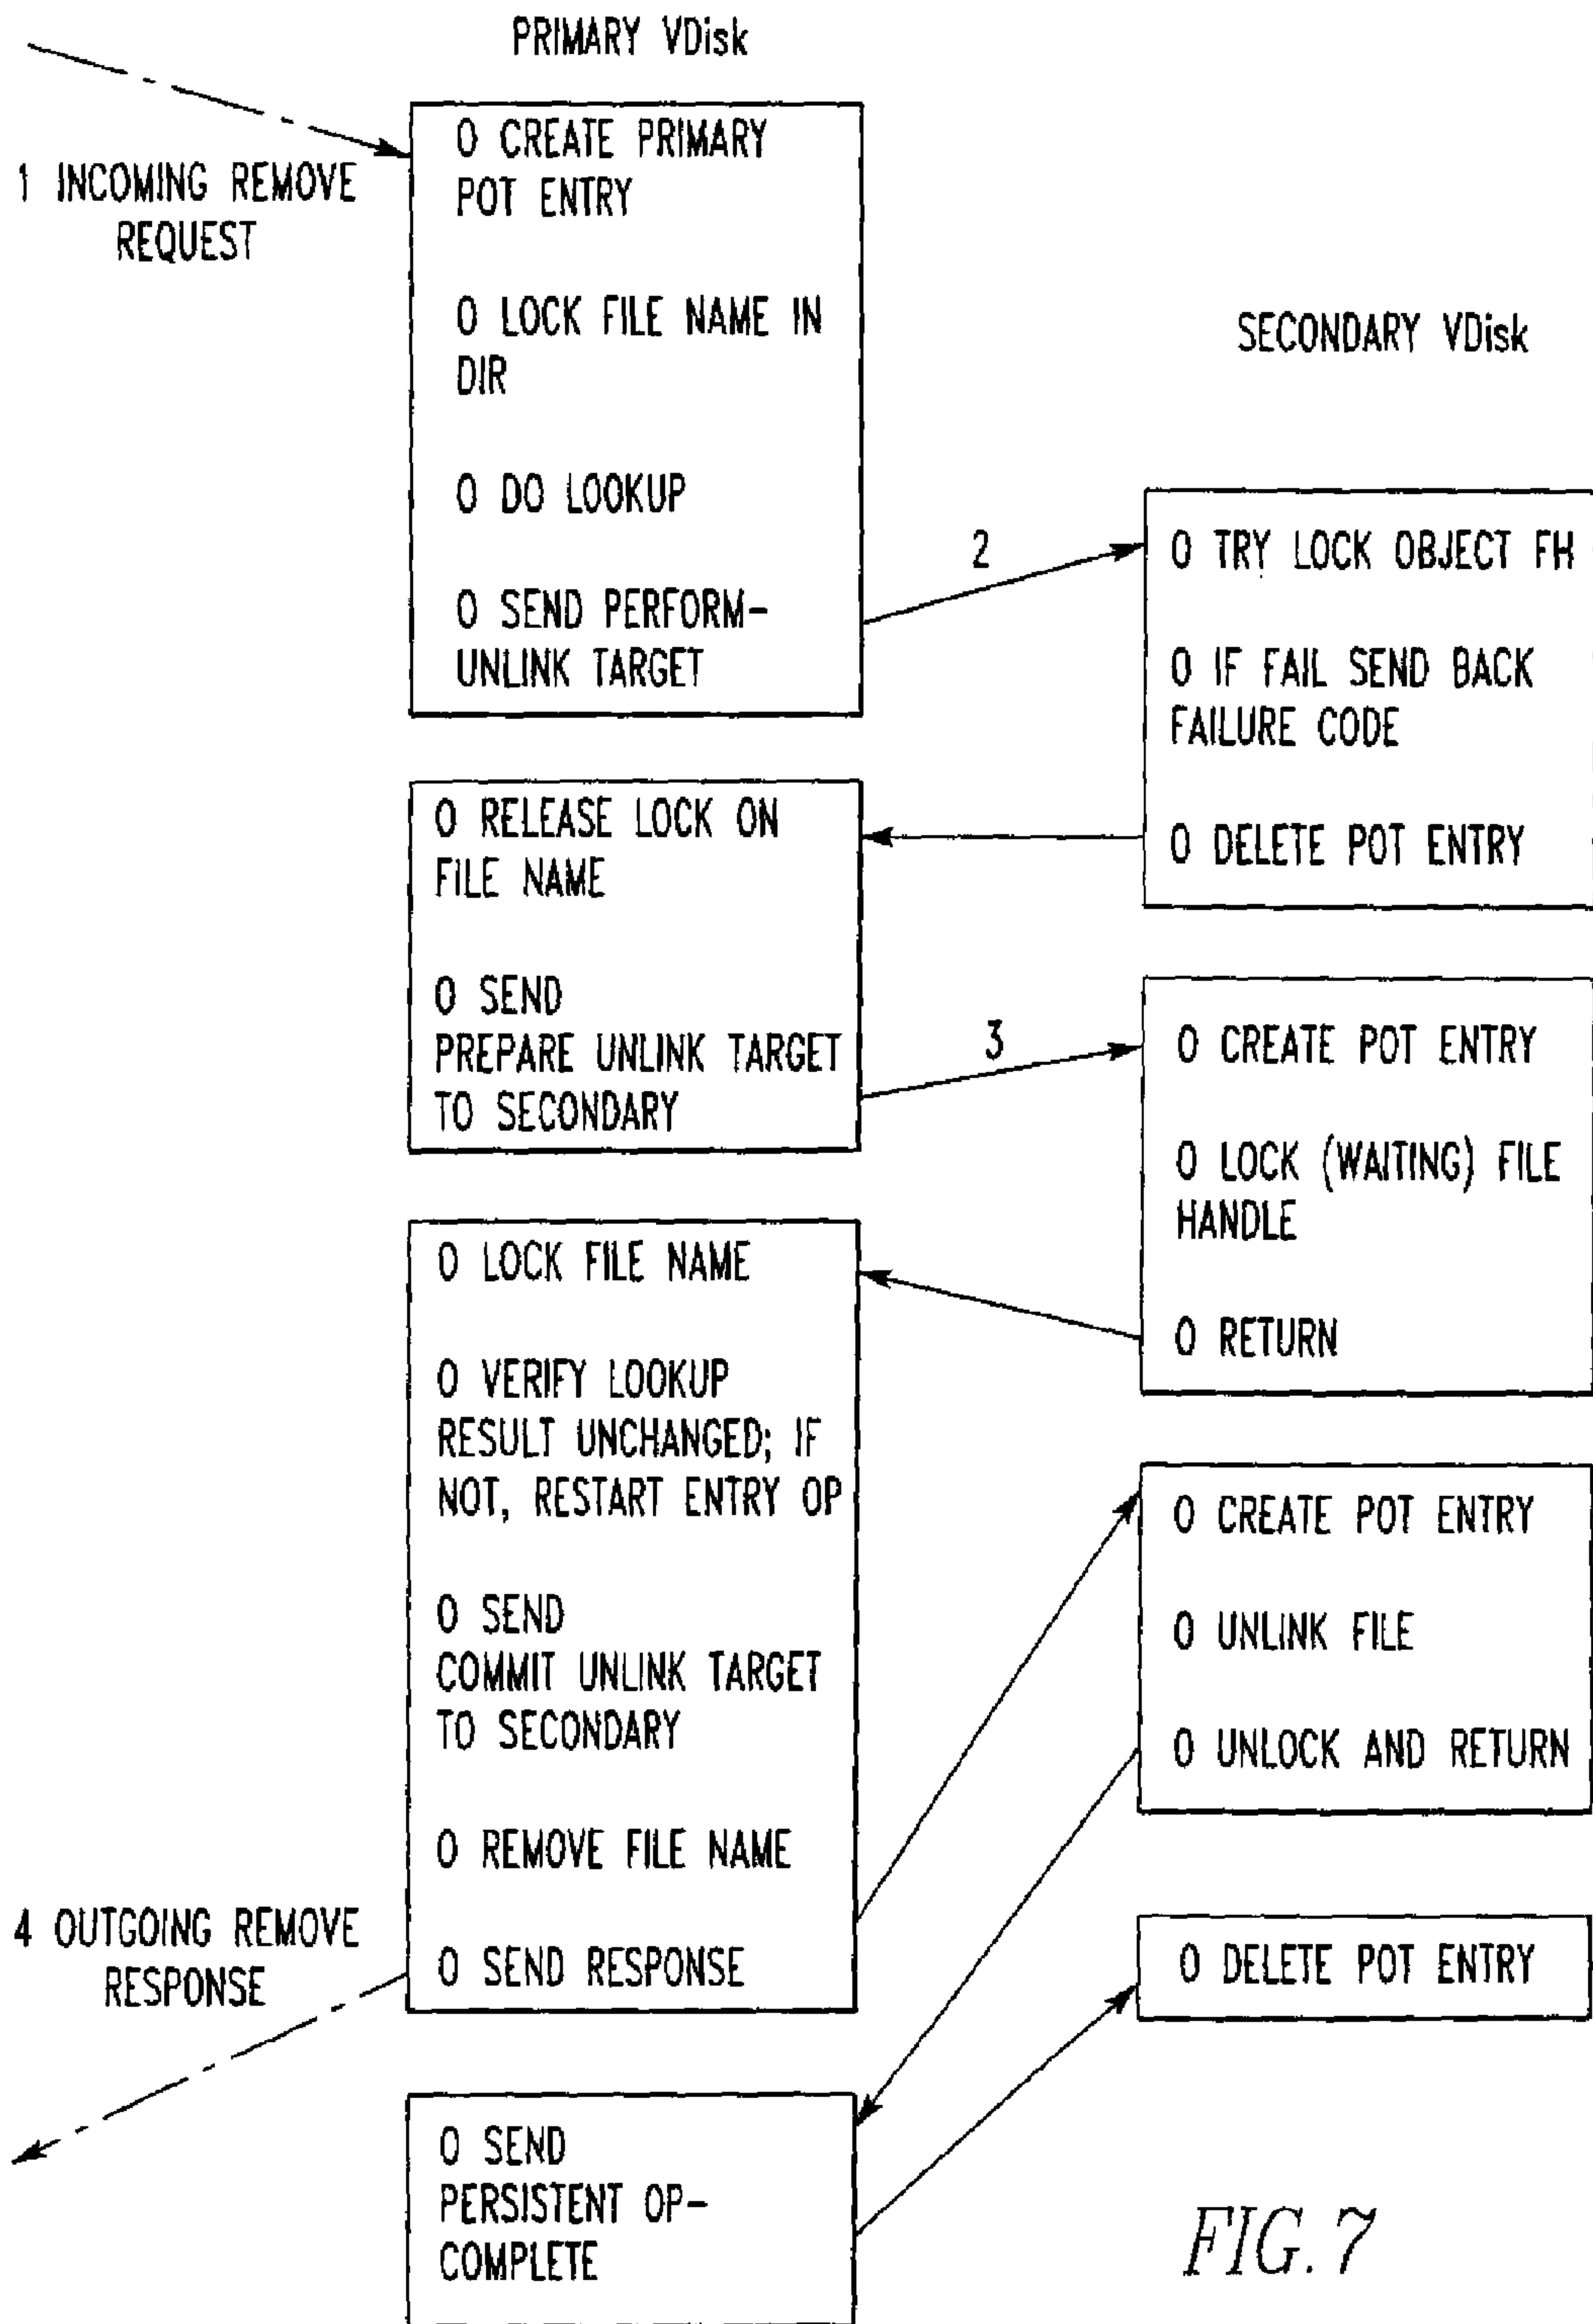 PRIMARY VDisk
1 INCOMING REMOVE
REQUEST
O CREATE PRIMARY
POT ENTRY
O LOCK FILE NAME IN
DIR
O DO LOOKUP
O SEND PERFORM-
UNLINK TARGET
SECONDARY VDisk
2
O TRY LOCK OBJECT FH
O IF FAIL SEND BACK
FAILURE CODE
O DELETE POT ENTRY
O RELEASE LOCK ON
FILE NAME
O SEND
PREPARE UNLINK TARGET
TO SECONDARY
3
O CREATE POT ENTRY
O LOCK (WAITING) FILE
HANDLE
O RETURN
O LOCK FILE NAME
O VERIFY LOOKUP
RESULT UNCHANGED; IF
NOT, RESTART ENTRY OP
O SEND
COMMIT UNLINK TARGET
TO SECONDARY
O REMOVE FILE NAME
O SEND RESPONSE
O CREATE POT ENTRY
O UNLINK FILE
O UNLOCK AND RETURN
4 OUTGOING REMOVE
RESPONSE
O DELETE POT ENTRY
O SEND
PERSISTENT OP-
COMPLETE
FIG. 7